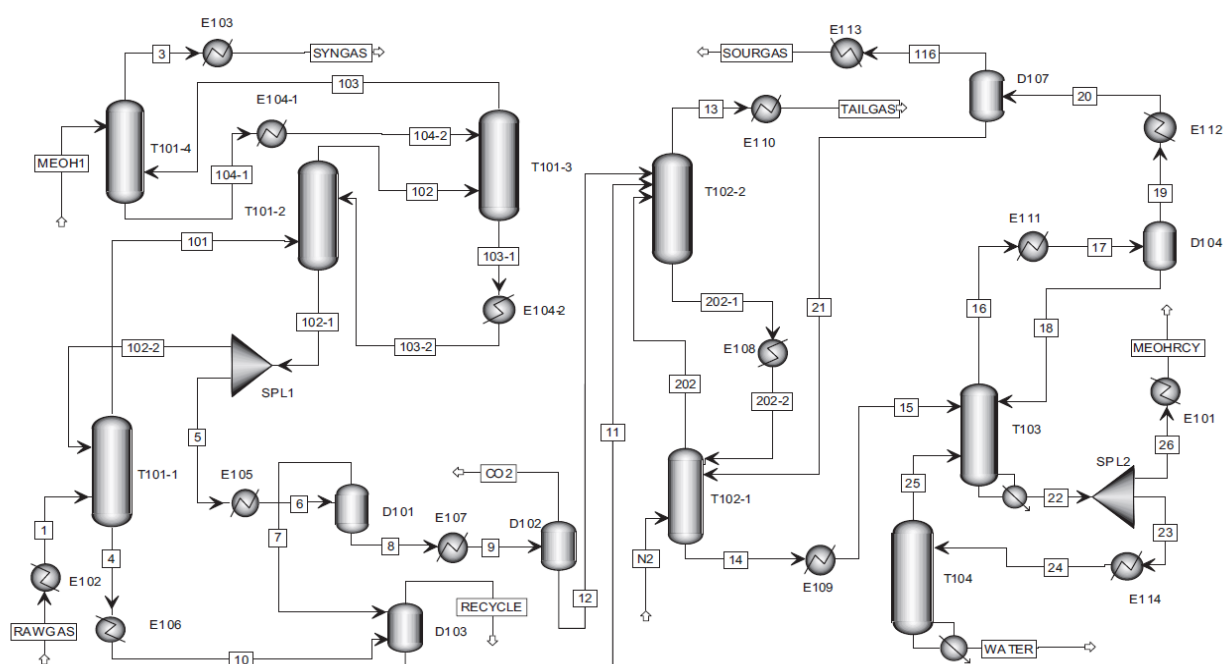 E103
3
SYNGAS
103
E104-1
104-2
T101-4
MEOH1
104-1
T101-3
102
T101-2
101
103-1
E104-2
102-1
103-2
102-2
SPL1
5
T101-1
E105
6
D101
7
8
E107
9
CO2
D102
1
4
E102
RAWGAS
E106
10
RECYCLE
D103
12
SOURGAS
E113
116
D107
20
13
TAILGAS
E110
E112
T102-2
19
E111
17
D104
202-1
21
16
18
E108
MEOHRCY
202
202-2
15
E101
11
T103
26
SPL2
T102-1
25
22
23
N2
14
E109
24
T104
E114
WATER